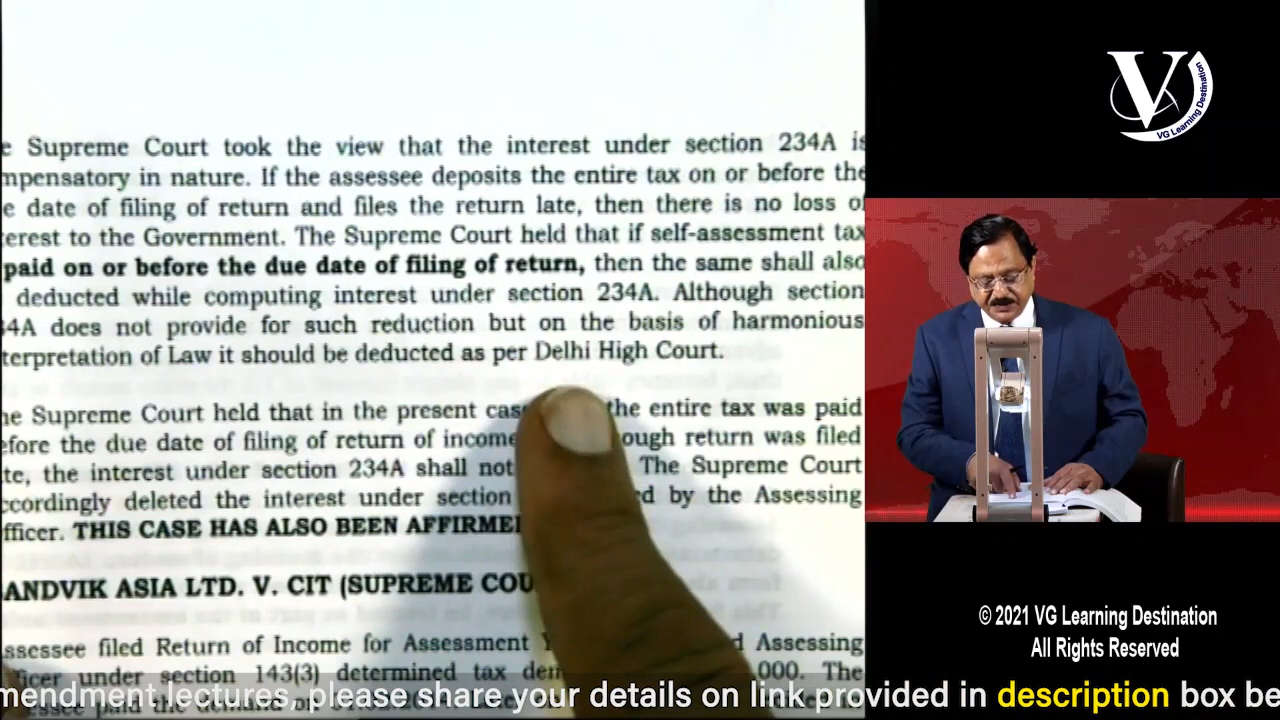 e Supreme Court took the view that the interest under section 234A is
mpensatory in nature. If the assessee deposits the entire tax on or before the
e date of filing of return and files the return late, then there is no loss of
terest to the Government. The Supreme Court held that if self-assessment tax
paid on or before the due date of filing of return, then the same shall also
deducted while computing interest under section 234A. Although section
34A does not provide for such reduction but on the basis of harmonious
terpretation of Law it should be deducted as per Delhi High Court.
he Supreme Court held that in the present cas the entire tax was paid
efore the due date of filing of return of income ough return was filed
te, the interest under section 234A shall not The Supreme Court
ccordingly deleted the interest under section ed by the Assessing
fficer. THIS CASE HAS ALSO BEEN AFFIRMED
ANDVIK ASIA LTD. V. CIT (SUPREME COU
ssessee filed Return of Income for Assessment Assessing
ficer under section 143(3) determined tax dem 000. The
V
VG Learning Destination
© 2021 VG Learning Destination
All Rights Reserved
mendment lectures, please share your details on link provided in description box be